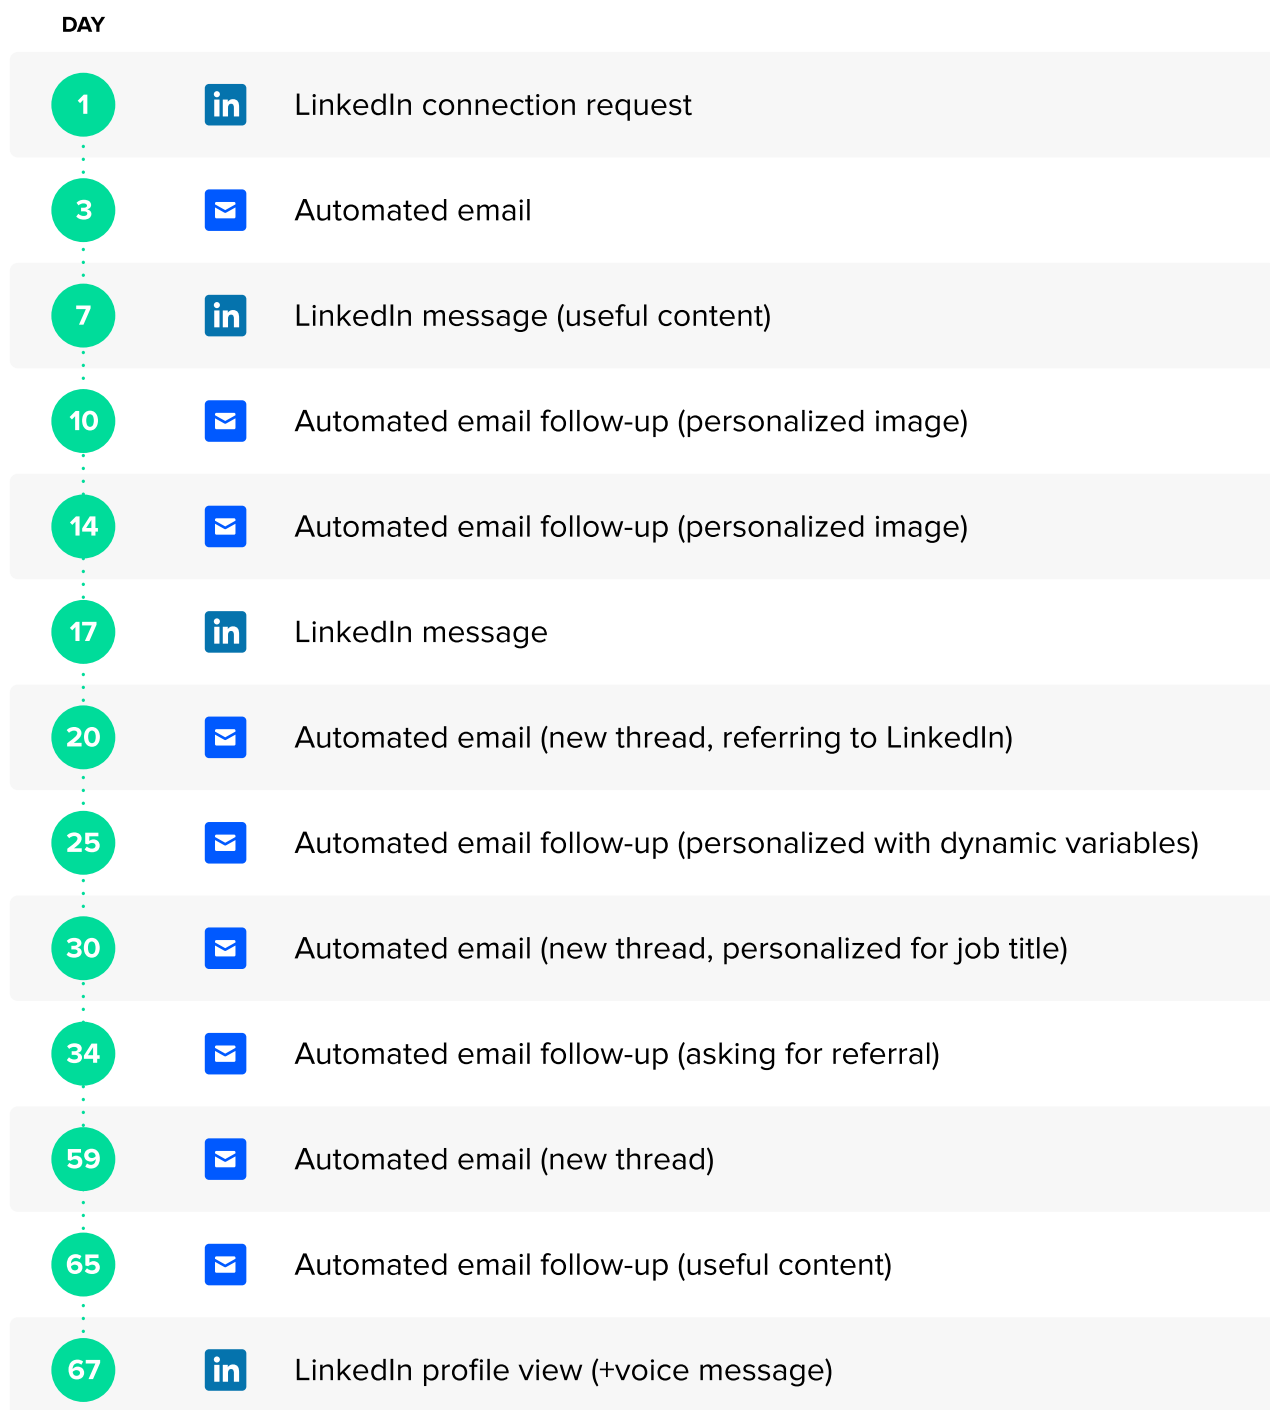 DAY
1 in LinkedIn connection request
3 Automated email
7 in LinkedIn message (useful content)
10 Automated email follow-up (personalized image)
14 Automated email follow-up (personalized image)
17 in LinkedIn message
20 Automated email (new thread, referring to LinkedIn)
25 Automated email follow-up (personalized with dynamic variables)
30 Automated email (new thread, personalized for job title)
34 Automated email follow-up (asking for referral)
59 Automated email (new thread)
65 Automated email follow-up (useful content)
67 in LinkedIn profile view (+voice message)